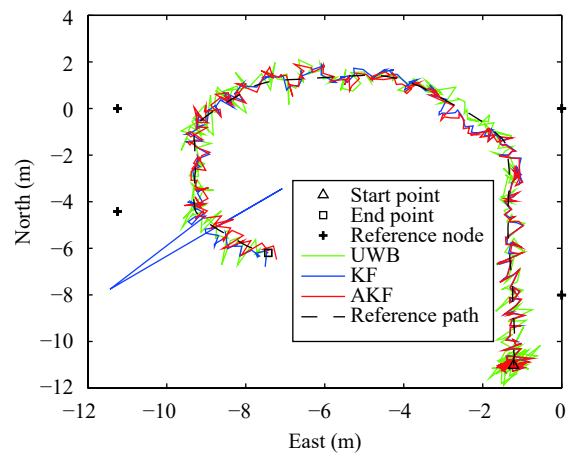 4
2
0
−2
−4
−6
−8
−10
−12
North (m)
Start point
End point
Reference node
UWB
KF
AKF
Reference path
−12 −10 −8 −6 −4 −2 0
East (m)